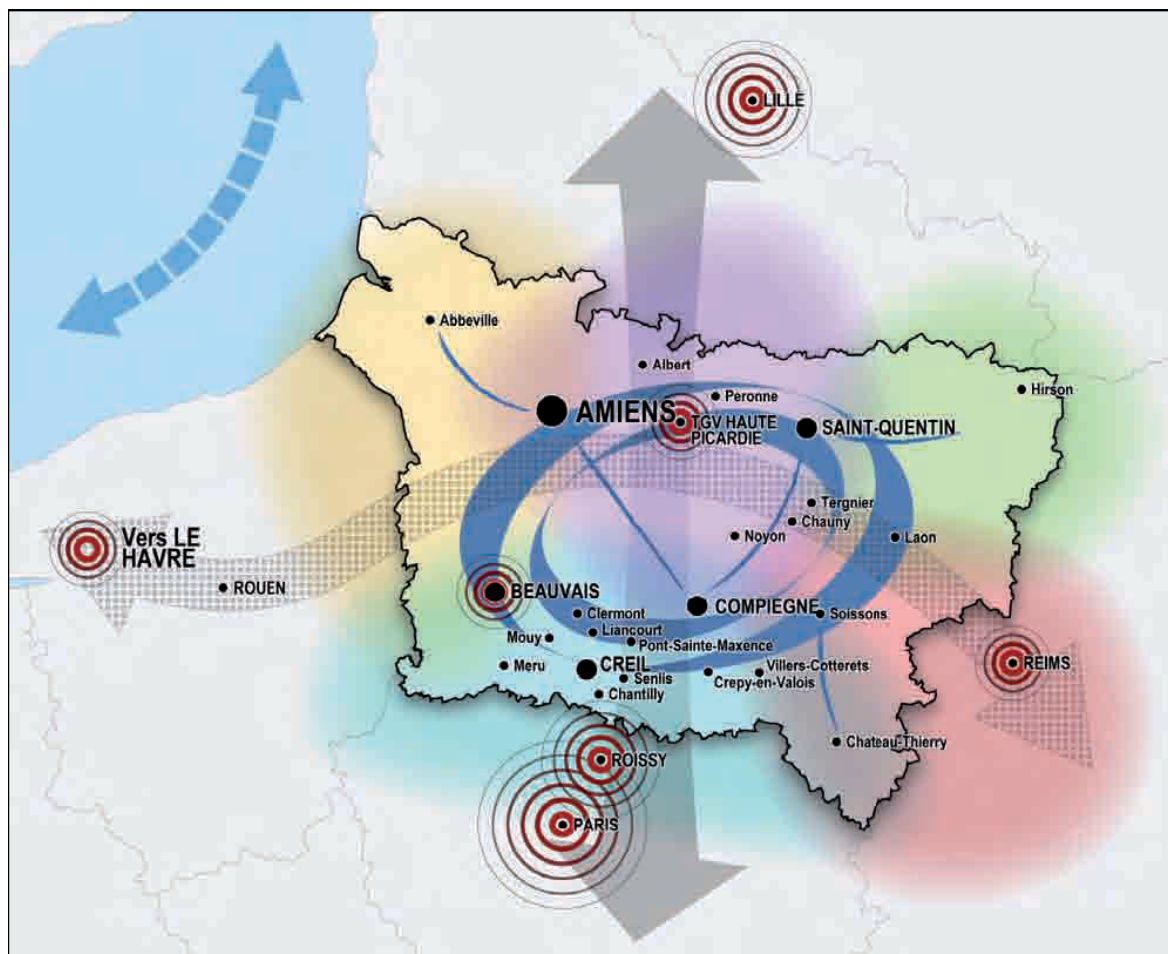 LILLE
Abbeville
Albert
Hirson
Peronne
AMIENS
TGV HAUTE
PICARDIE
SAINT-QUENTIN
Tergnier
Chauny
Noyon
Laon
Vers LE
HAVRE
ROUEN
BEAUVAIS
COMPIEGNE
Clermont
Soissons
Liancourt
Mouy
Pont-Sainte-Maxence
Meru
CREIL
Senlis
Villers-Cotterets
Crepy-en-Valois
REIMS
Chantilly
Chateau-Thierry
ROISSY
PARIS